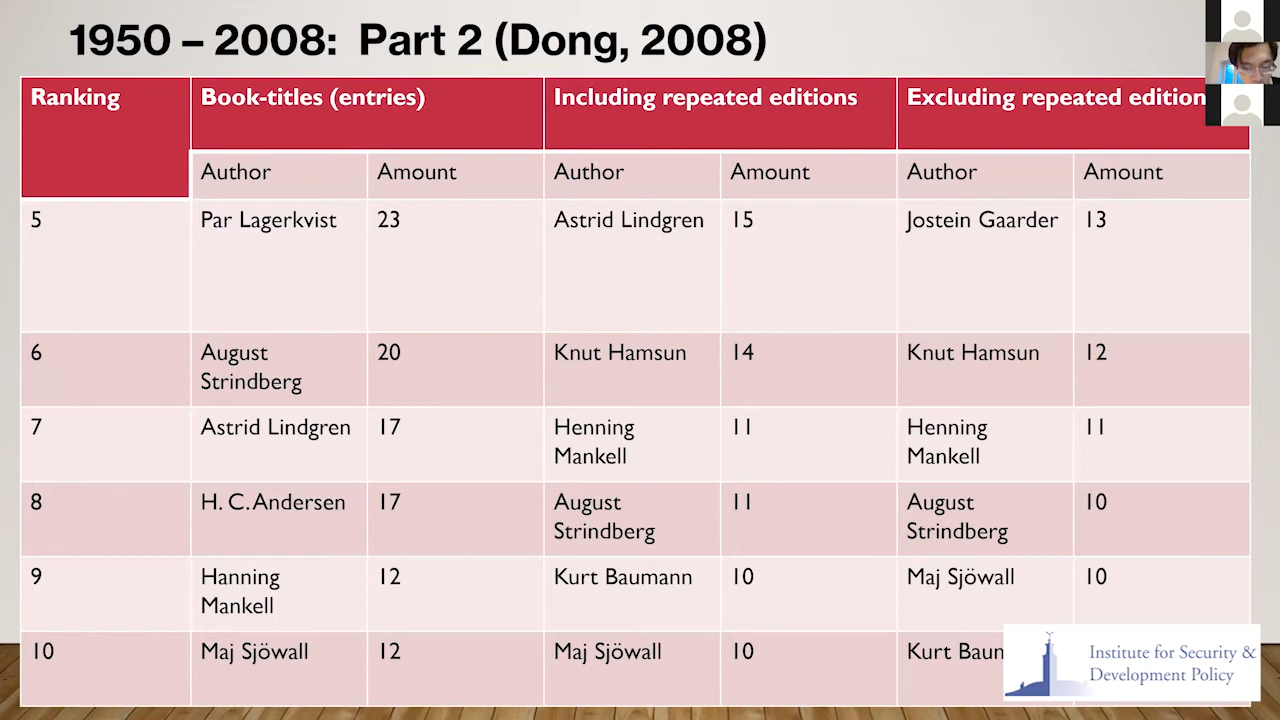 1950 – 2008: Part 2 (Dong, 2008)
Ranking Book-titles (entries) Including repeated editions Excluding repeated edition
Author Amount Author Amount Author Amount
5 Par Lagerkvist 23 Astrid Lindgren 15 Jostein Gaarder 13
6 August 20 Knut Hamsun 14 Knut Hamsun 12
Strindberg
7 Astrid Lindgren 17 Henning 11 Henning 11
Mankell Mankell
8 H. C. Andersen 17 August 11 August 10
Strindberg Strindberg
9 Hanning 12 Kurt Baumann 10 Maj Sjöwall 10
Mankell
10 Maj Sjöwall 12 Maj Sjöwall 10 Kurt
Institute for Security &
Development Policy